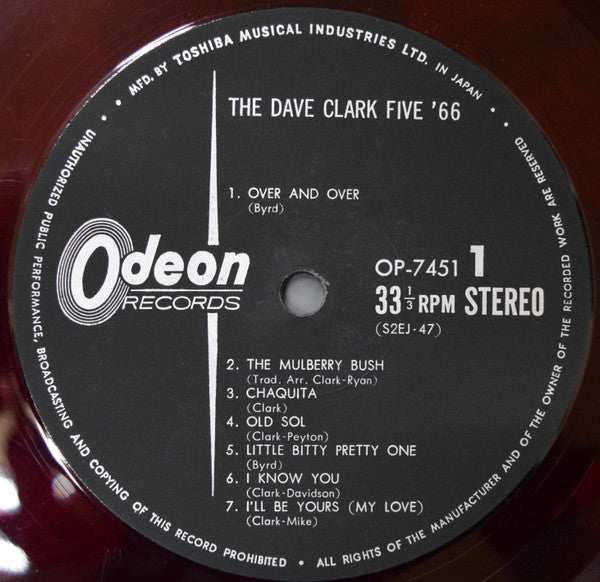 MFD. BY TOSHIBA MUSICAL INDUSTRIES LTD. IN JAPAN •
THE DAVE CLARK FIVE '66
1. OVER AND OVER
(Byrd)
Odeon
RECORDS
OP-7451 1
33 1/3 RPM STEREO
(S2EJ-47)
2. THE MULBERRY BUSH
(Trad. Arr. Clark-Ryan)
3. CHAQUITA
(Clark)
4. OLD SOL
(Clark-Peyton)
5. LITTLE BITTY PRETTY ONE
(Byrd)
6. I KNOW YOU
(Clark-Davidson)
7. I'LL BE YOURS (MY LOVE)
(Clark-Mike)
• ALL RIGHTS OF THE MANUFACTURER AND OF THE OWNER OF THE RECORDED WORK ARE RESERVED •
UNAUTHORIZED PUBLIC PERFORMANCE, BROADCASTING AND COPYING OF THIS RECORD PROHIBITED